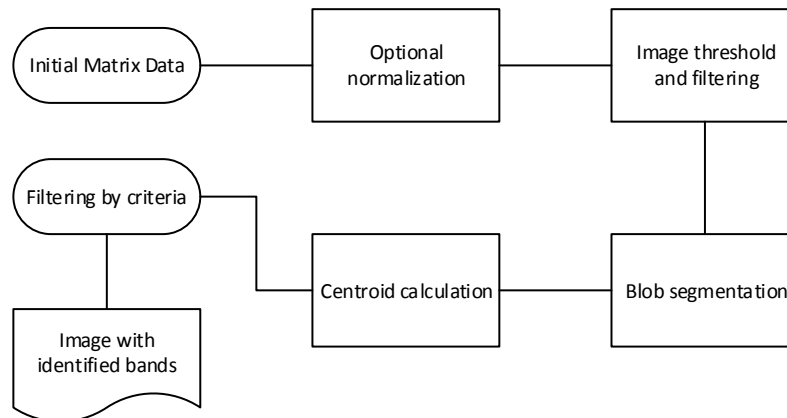 Initial Matrix Data
Optional
normalization
Image threshold
and filtering
Filtering by criteria
Centroid calculation
Blob segmentation
Image with
identified bands